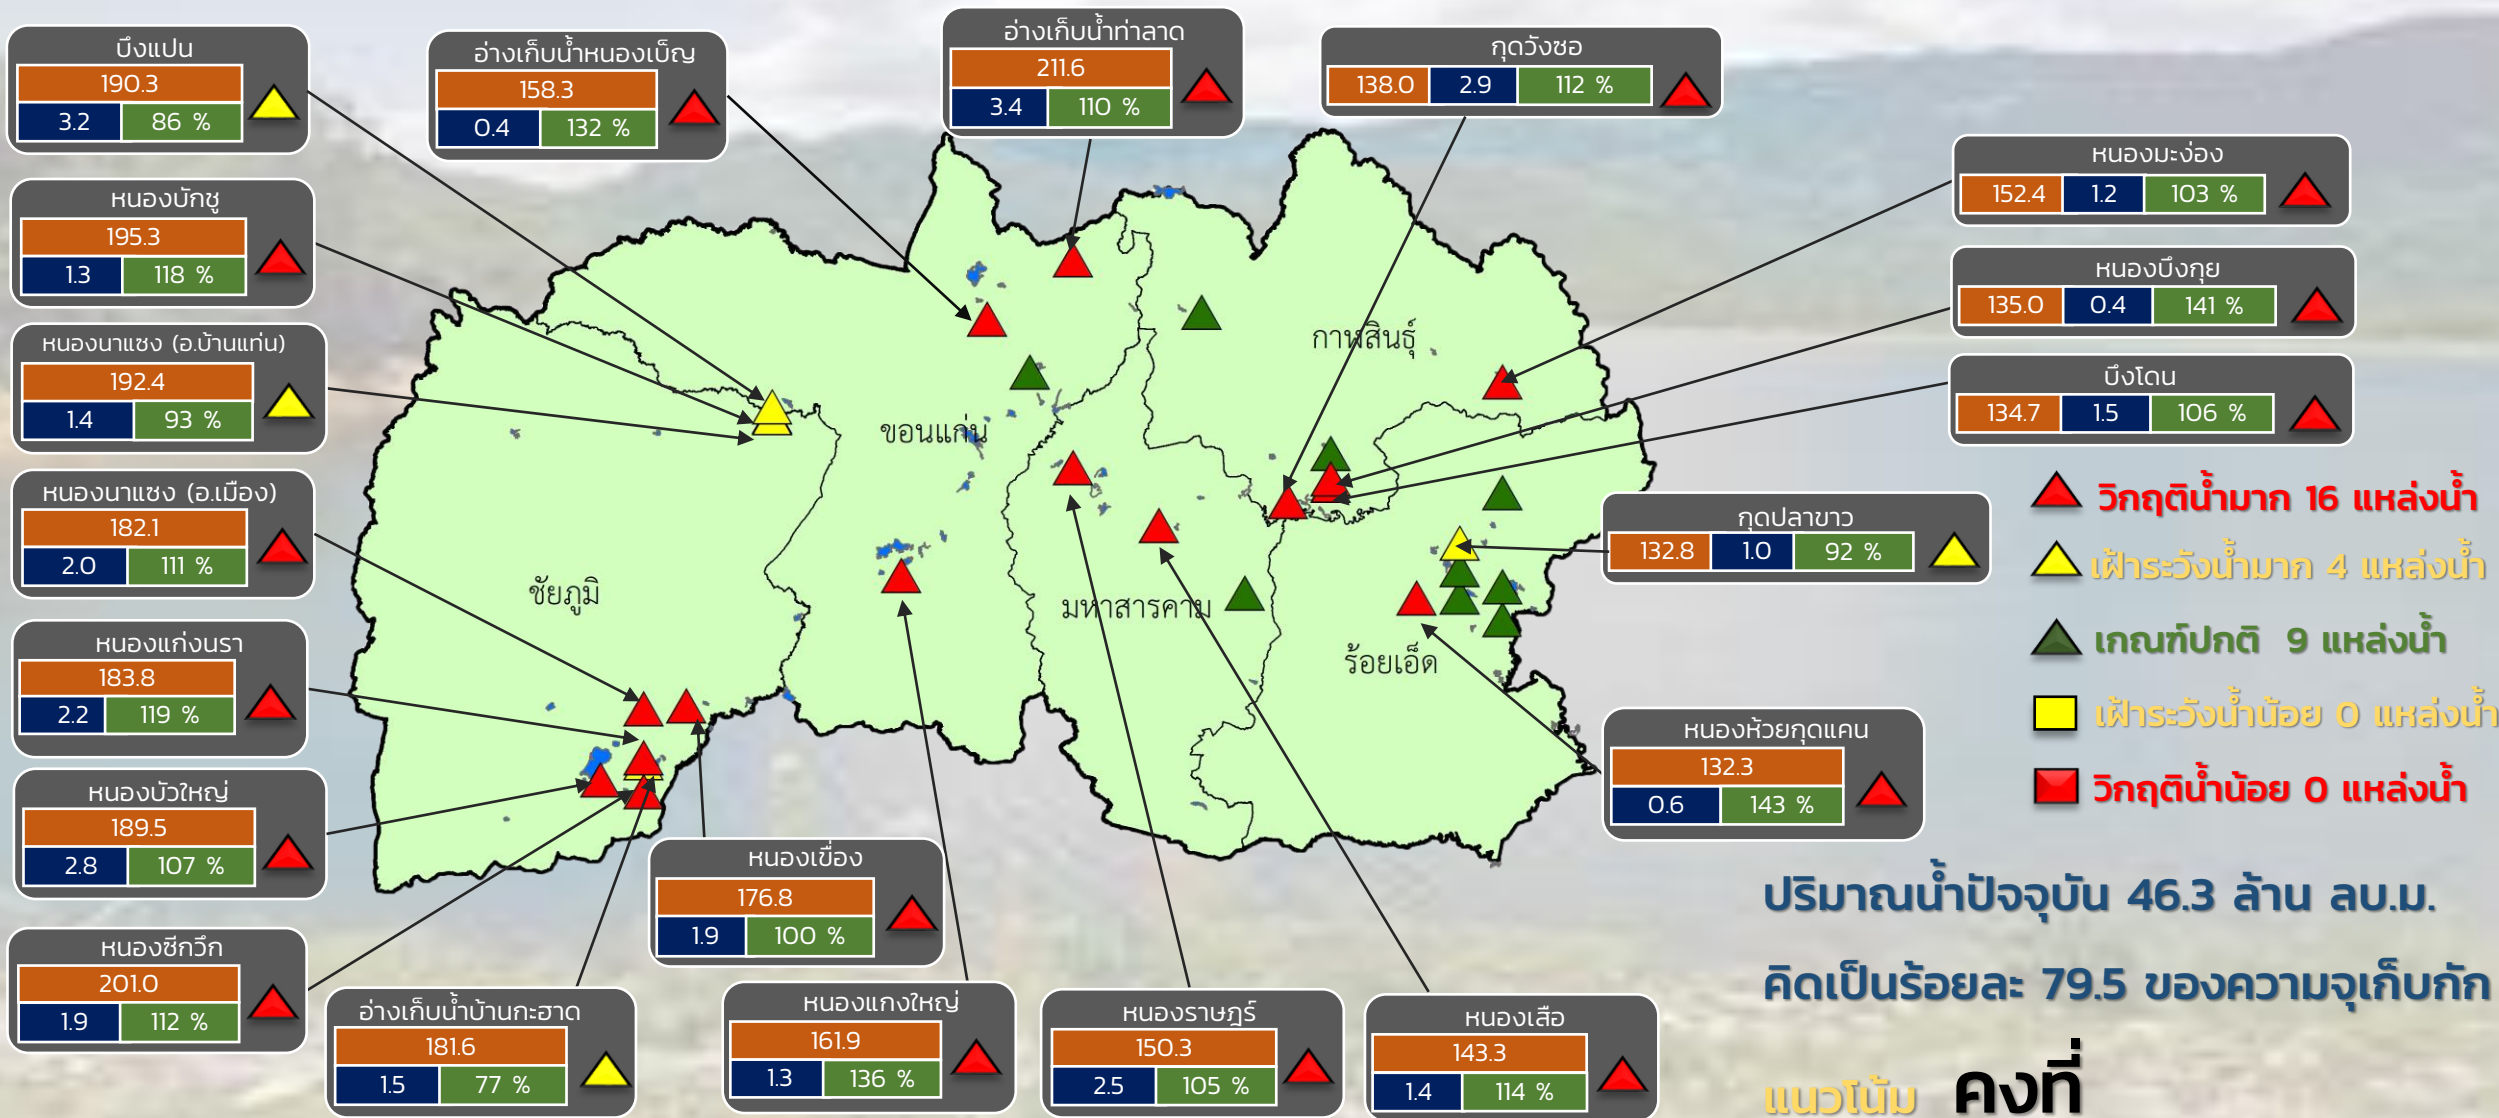 บึงแปน
190.3
3.2 86 %
อ่างเก็บน้ำหนองเบ็ญ
158.3
0.4 132 %
อ่างเก็บน้ำท่าลาด
211.6
3.4 110 %
กุดวังซอ
138.0 2.9 112 %
หนองมะง่อง
152.4 1.2 103 %
หนองบึงกุย
135.0 0.4 141 %
บึงโดน
134.7 1.5 106 %
หนองบักชู
195.3
1.3 118 %
หนองนาแซง (อ.บ้านแท่น)
192.4
1.4 93 %
หนองนาแซง (อ.เมือง)
182.1
2.0 111 %
หนองแก่งนรา
183.8
2.2 119 %
หนองบัวใหญ่
189.5
2.8 107 %
หนองซีกวึก
201.0
1.9 112 %
อ่างเก็บน้ำบ้านกะฮาด
181.6
1.5 77 %
หนองเขื่อง
176.8
1.9 100 %
หนองแกงใหญ่
161.9
1.3 136 %
หนองราษฎร์
150.3
2.5 105 %
หนองเสือ
143.3
1.4 114 %
กุดปลาขาว
132.8 1.0 92 %
หนองห้วยกุดแคน
132.3
0.6 143 %
กาฬสินธุ์
ขอนแก่น
ชัยภูมิ
มหาสารคาม
ร้อยเอ็ด
วิกฤติน้ำมาก 16 แหล่งน้ำ
เฝ้าระวังน้ำมาก 4 แหล่งน้ำ
เกณฑ์ปกติ 9 แหล่งน้ำ
เฝ้าระวังน้ำน้อย 0 แหล่งน้ำ
วิกฤติน้ำน้อย 0 แหล่งน้ำ
ปริมาณน้ำปัจจุบัน 46.3 ล้าน ลบ.ม.
คิดเป็นร้อยละ 79.5 ของความจุเก็บกัก
แนวโน้ม คงที่